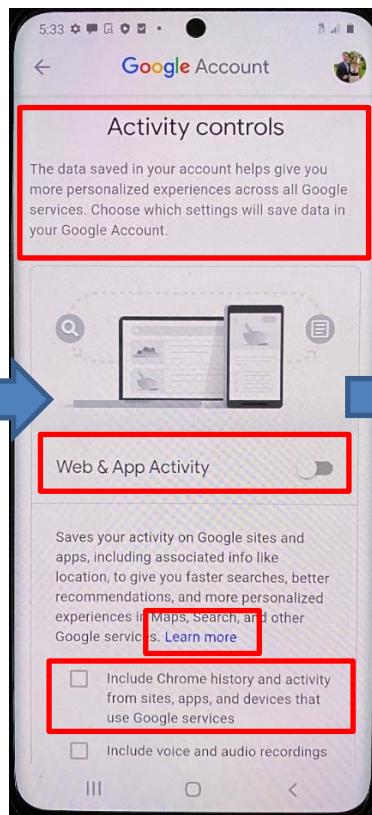 5:33
Google Account
Activity controls
The data saved in your account helps give you
more personalized experiences across all Google
services. Choose which settings will save data in
your Google Account.
Web & App Activity
Saves your activity on Google sites and
apps, including associated info like
location, to give you faster searches, better
recommendations, and more personalized
experiences in Maps, Search, and other
Google services. Learn more
Include Chrome history and activity
from sites, apps, and devices that
use Google services
Include voice and audio recordings